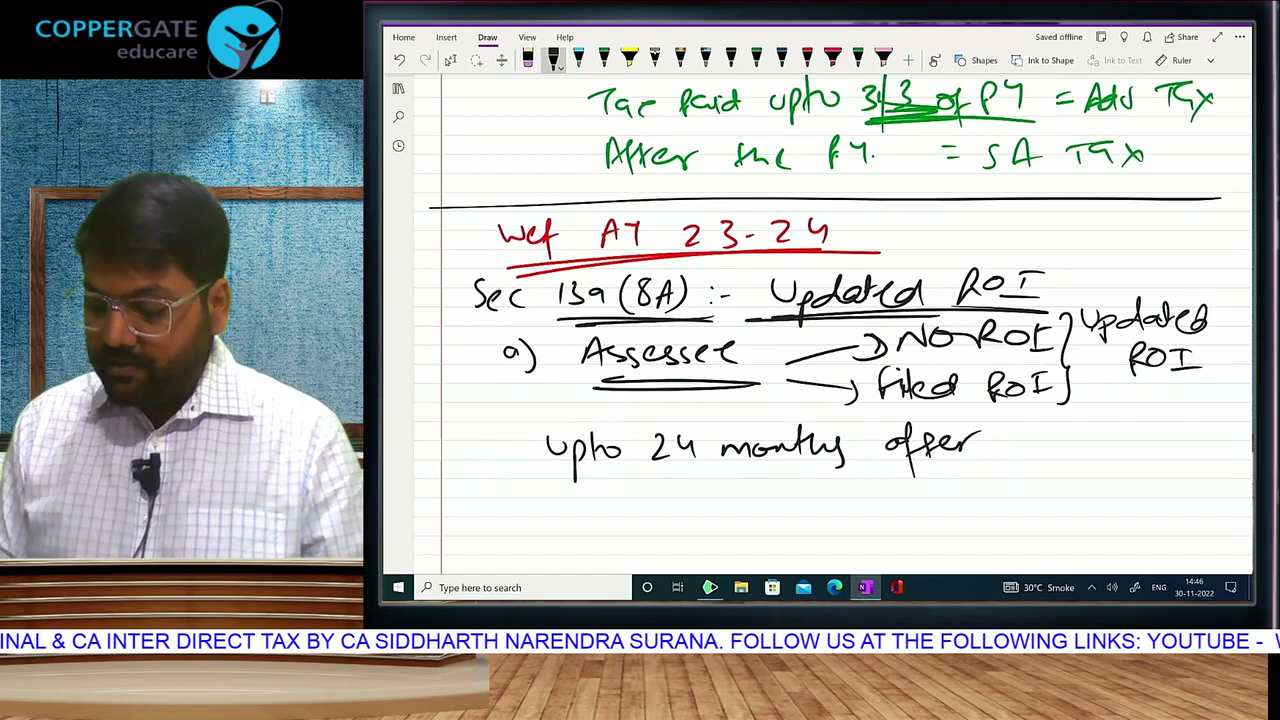 COPPERGATE
educare
Saved offline
Share
Home Insert Draw View Help
Shapes
Ink to Shape
Ink to Text
Ruler
Tax Paid upto 31/3 of P.Y = Adv Tax
After the P.Y. = SA Tax
Wef AY 23-24
Sec 139(8A) :- Updated ROI
a) Assessee → NO ROI
→ Filed ROI
Updated
ROI
upto 24 months after
Type here to search
30°C Smoke
ENG
14:46
30-11-2022
INAL & CA INTER DIRECT TAX BY CA SIDDHARTH NARENDRA SURANA. FOLLOW US AT THE FOLLOWING LINKS: YOUTUBE -